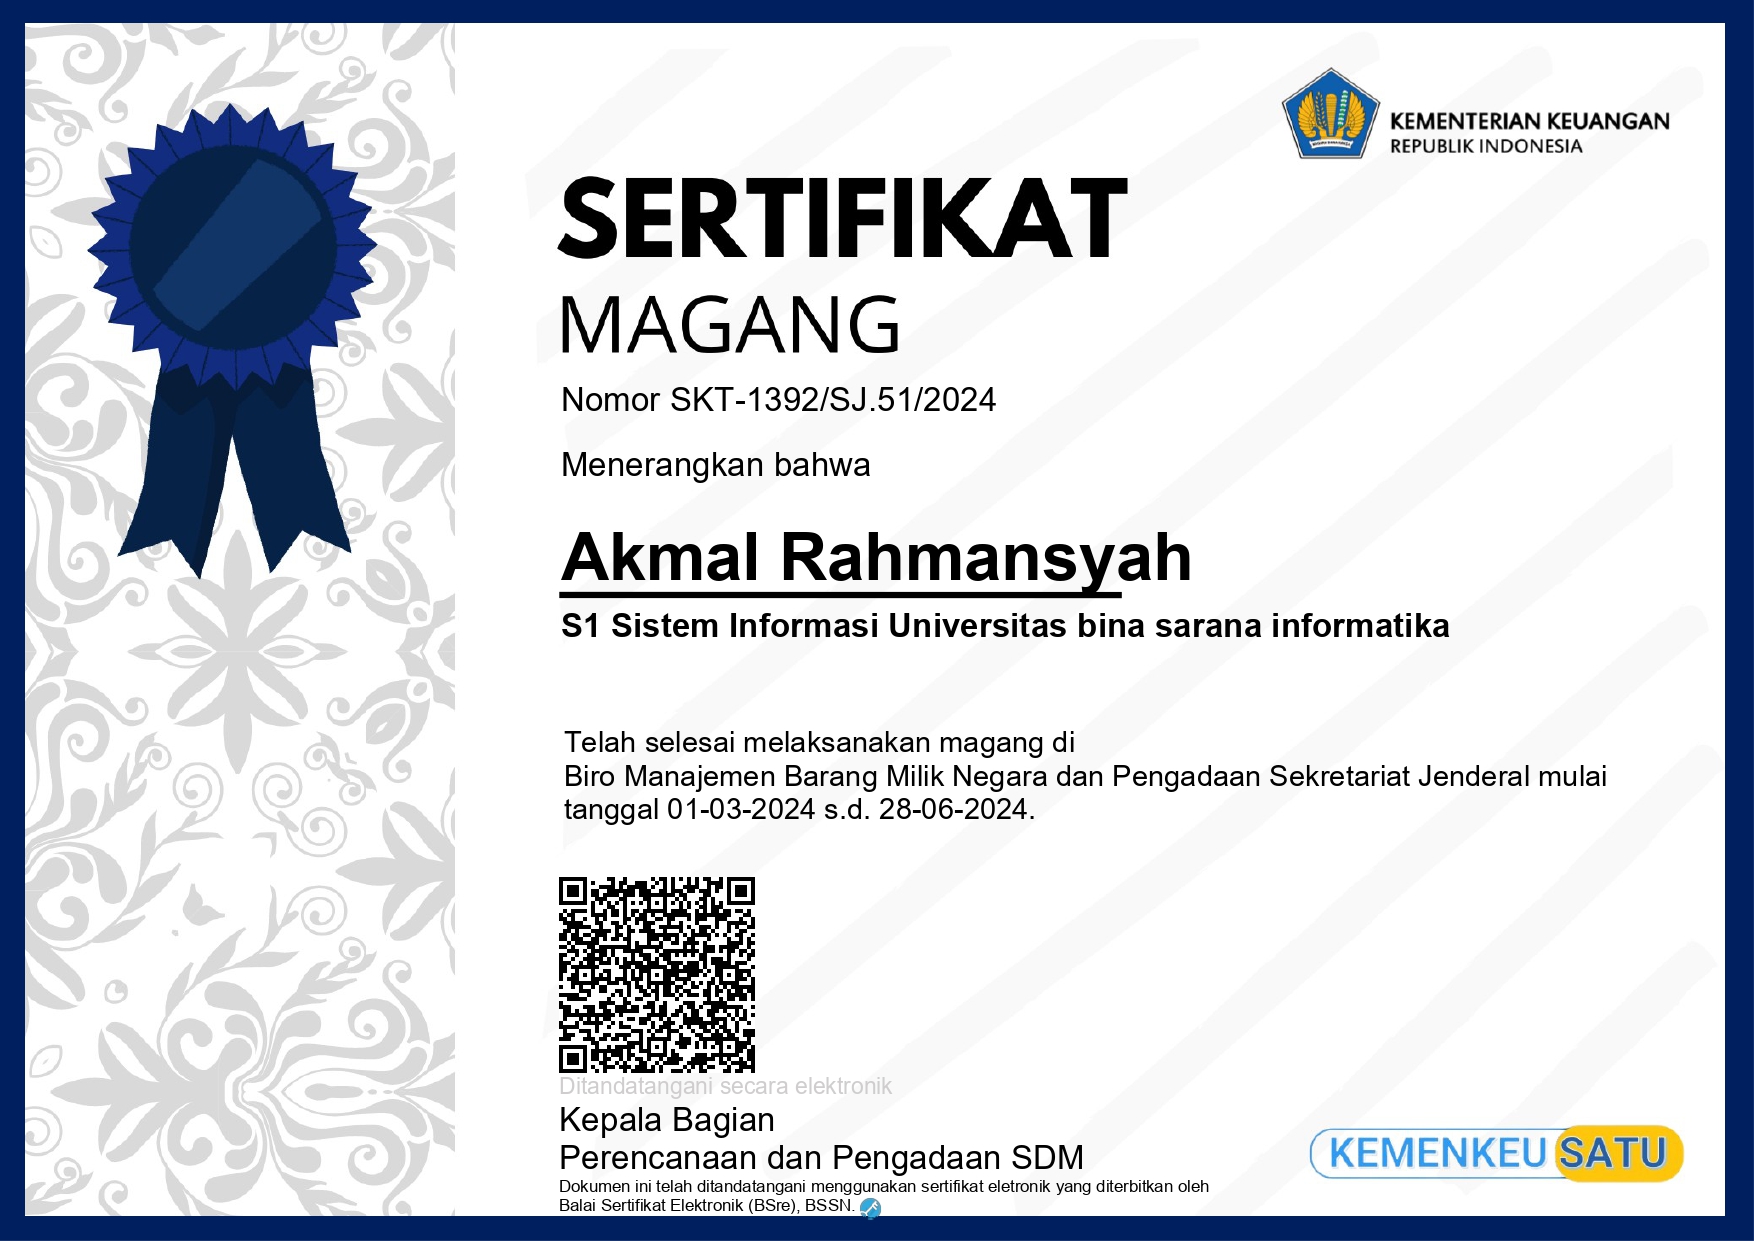 KEMENTERIAN KEUANGAN
REPUBLIK INDONESIA
SERTIFIKAT
MAGANG
Nomor SKT-1392/SJ.51/2024
Menerangkan bahwa
Akmal Rahmansyah
S1 Sistem Informasi Universitas bina sarana informatika
Telah selesai melaksanakan magang di
Biro Manajemen Barang Milik Negara dan Pengadaan Sekretariat Jenderal mulai
tanggal 01-03-2024 s.d. 28-06-2024.
Ditandatangani secara elektronik
Kepala Bagian
Perencanaan dan Pengadaan SDM
Dokumen ini telah ditandatangani menggunakan sertifikat eletronik yang diterbitkan oleh
Balai Sertifikat Elektronik (BSre), BSSN.
KEMENKEU SATU